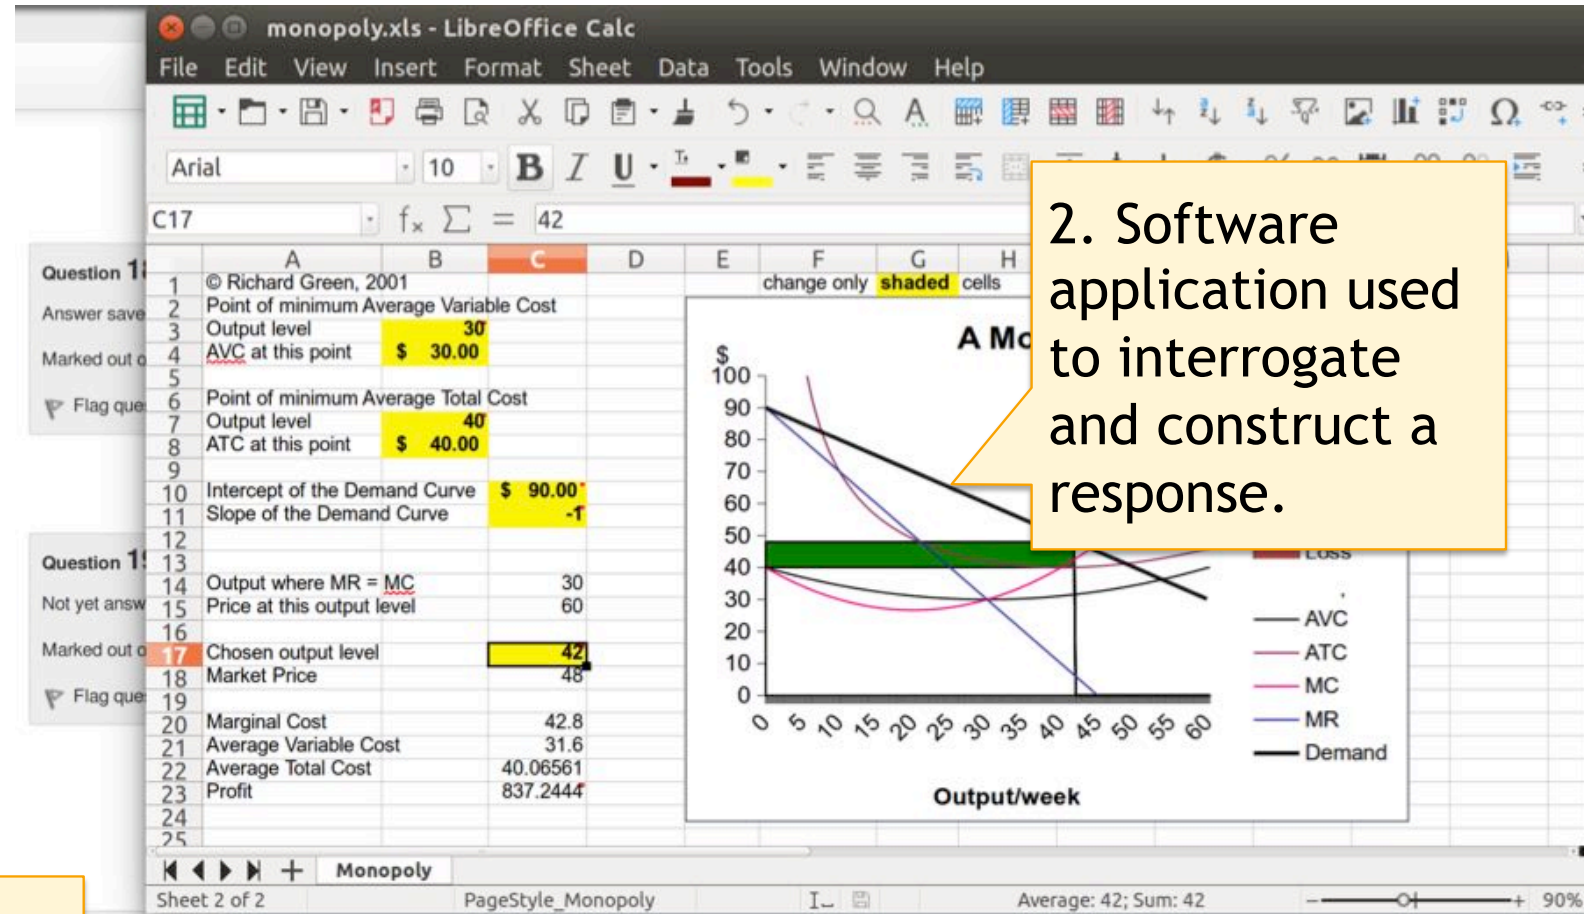 monopoly.xls - LibreOffice Calc
File Edit View Insert Format Sheet Data Tools Window Help
Arial 10 B I U
C17 fx Σ = 42
A B C D E F G H
1 © Richard Green, 2001 change only shaded cells
2 Point of minimum Average Variable Cost
3 Output level 30
4 AVC at this point $ 30.00
5
6 Point of minimum Average Total Cost
7 Output level 40
8 ATC at this point $ 40.00
9
10 Intercept of the Demand Curve $ 90.00
11 Slope of the Demand Curve -1
12
13
14 Output where MR = MC 30
15 Price at this output level 60
16
17 Chosen output level 42
18 Market Price 48
19
20 Marginal Cost 42.8
21 Average Variable Cost 31.6
22 Average Total Cost 40.06561
23 Profit 837.2444
24
25
Question
Answer save
Marked out
Flag que
Question
Not yet answ
Marked out
Flag que
A Mo
$
100
90
80
70
60
50
40
30
20
10
0
0 5 10 15 20 25 30 35 40 45 50 55 60
Output/week
Loss
AVC
ATC
MC
MR
Demand
2. Software
application used
to interrogate
and construct a
response.
Monopoly
Sheet 2 of 2 PageStyle_Monopoly Average: 42; Sum: 42 90%